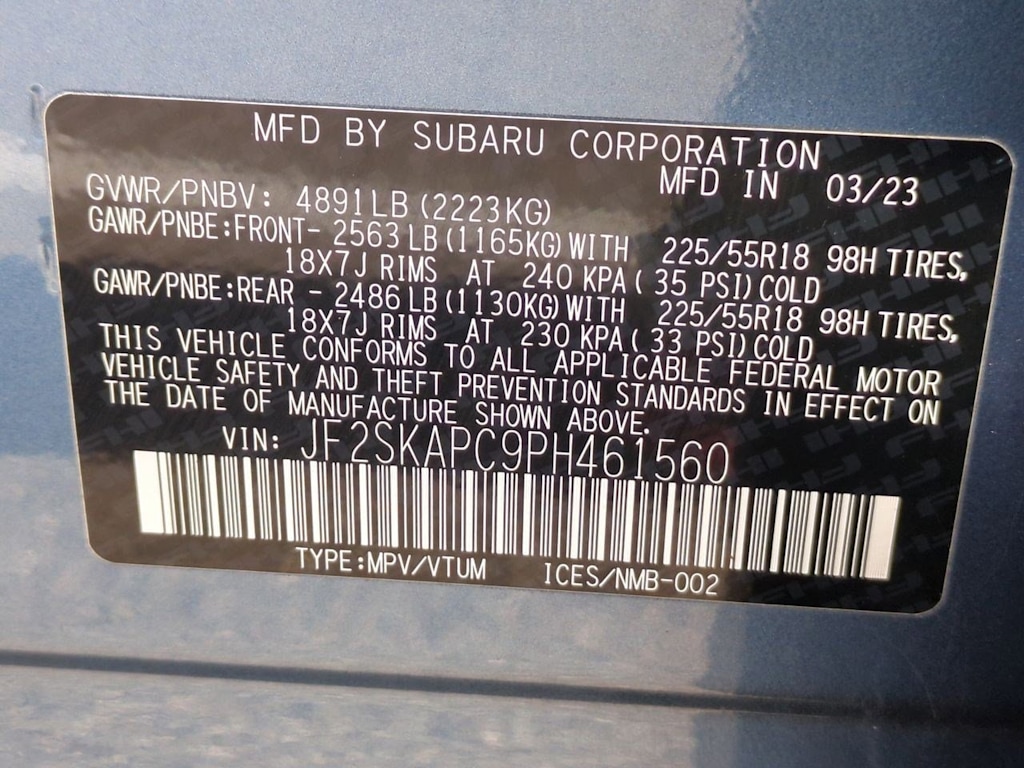 MFD BY SUBARU CORPORATION
MFD IN 03/23
GVWR/PNBV: 4891LB (2223KG)
GAWR/PNBE:FRONT- 2563 LB (1165KG) WITH 225/55R18 98H TIRES,
18X7J RIMS AT 240 KPA ( 35 PSI) COLD
GAWR/PNBE:REAR - 2486 LB (1130KG) WITH 225/55R18 98H TIRES,
18X7J RIMS AT 230 KPA ( 33 PSI) COLD
THIS VEHICLE CONFORMS TO ALL APPLICABLE FEDERAL MOTOR
VEHICLE SAFETY AND THEFT PREVENTION STANDARDS IN EFFECT ON
THE DATE OF MANUFACTURE SHOWN ABOVE.
VIN: JF2SKAPC9PH461560
TYPE:MPV/VTUM ICES/NMB-002